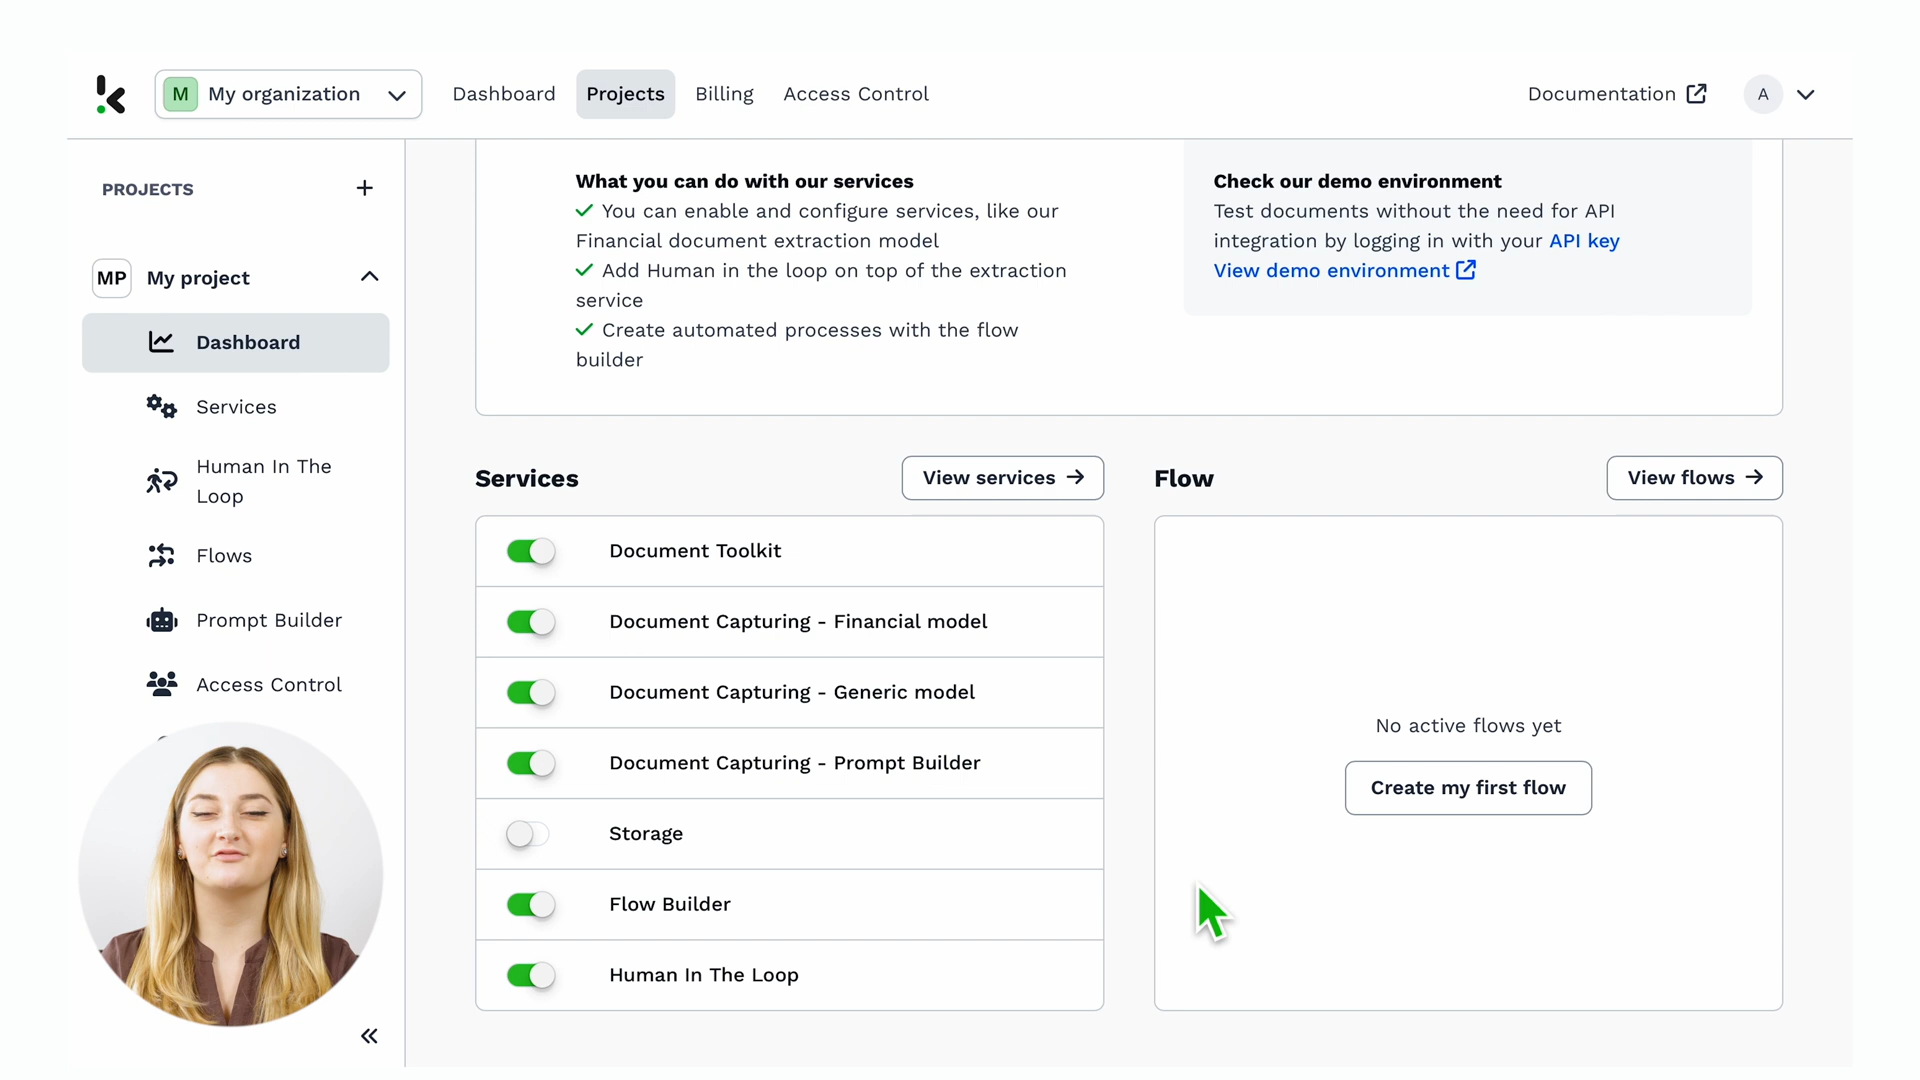 M My organization
Dashboard
Projects
Billing
Access Control
Documentation
A
PROJECTS
MP My project
Dashboard
Services
Human In The
Loop
Flows
Prompt Builder
Access Control
What you can do with our services
You can enable and configure services, like our
Financial document extraction model
Add Human in the loop on top of the extraction
service
Create automated processes with the flow
builder
Check our demo environment
Test documents without the need for API
integration by logging in with your API key
View demo environment
Services
View services
Document Toolkit
Document Capturing - Financial model
Document Capturing - Generic model
Document Capturing - Prompt Builder
Storage
Flow Builder
Human In The Loop
Flow
View flows
No active flows yet
Create my first flow